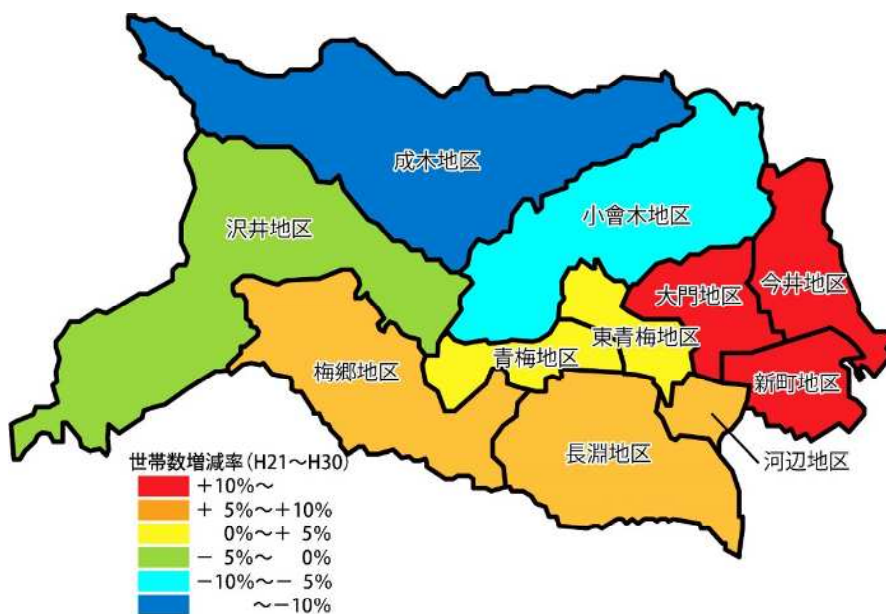 成木地区
小曾木地区
沢井地区
今井地区
大門地区
東青梅地区
青梅地区
梅郷地区
新町地区
長淵地区
河辺地区
世帯数増減率(H21～H30)
+10%～
+ 5%～+10%
0%～+ 5%
- 5%～ 0%
-10%～- 5%
～-10%